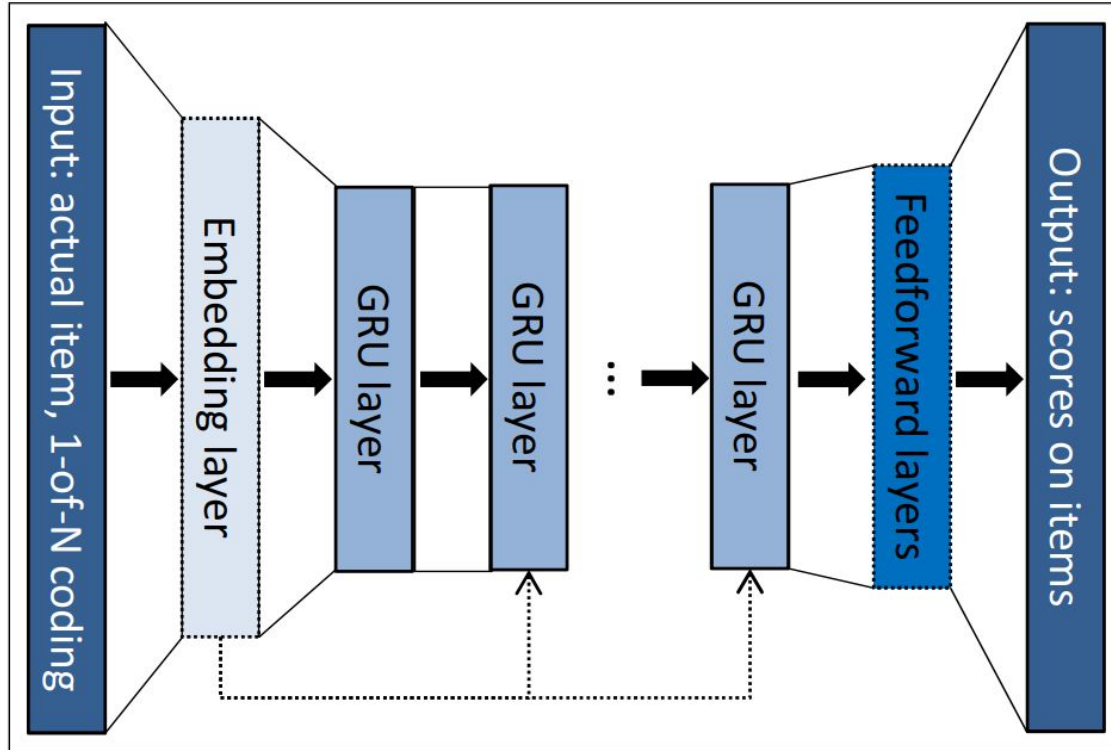 Input: actual item, 1-of-N coding
Embedding layer
GRU layer
GRU layer
...
GRU layer
Feedforward layers
Output: scores on items